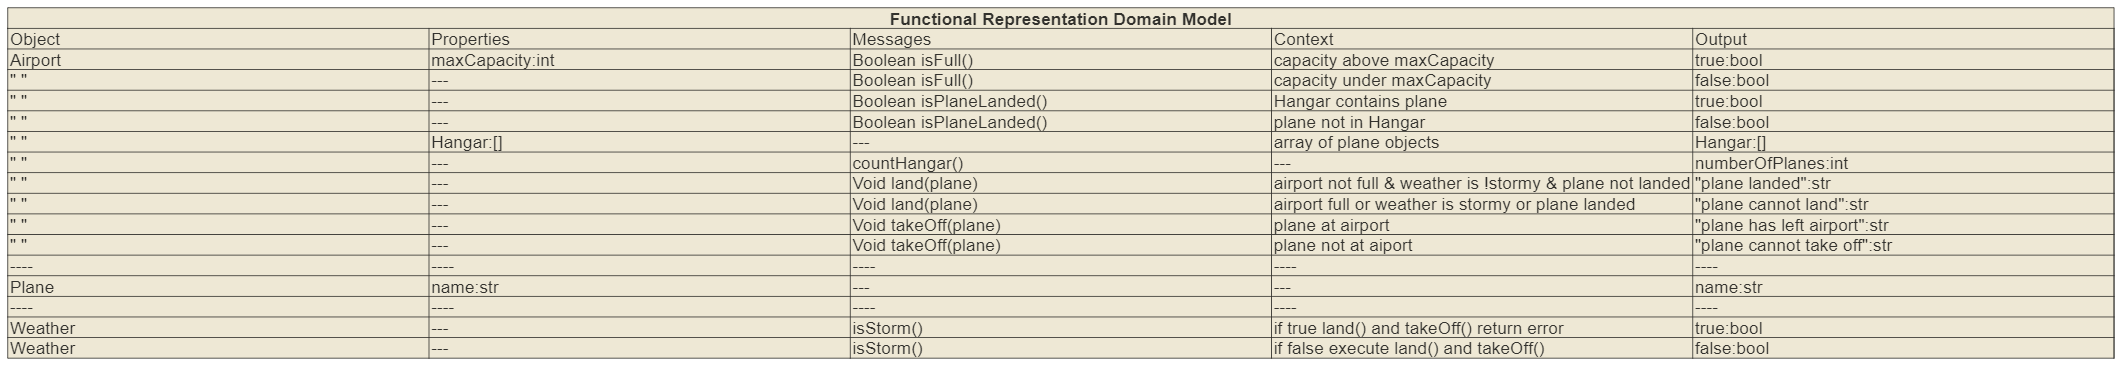 Functional Representation Domain Model
Object Properties Messages Context Output
Airport maxCapacity:int Boolean isFull() capacity above maxCapacity true:bool
" " --- Boolean isFull() capacity under maxCapacity false:bool
" " --- Boolean isPlaneLanded() Hangar contains plane true:bool
" " --- Boolean isPlaneLanded() plane not in Hangar false:bool
" " Hangar:[] --- array of plane objects Hangar:[]
" " --- countHangar() --- numberOfPlanes:int
" " --- Void land(plane) airport not full & weather is !stormy & plane not landed "plane landed":str
" " --- Void land(plane) airport full or weather is stormy or plane landed "plane cannot land":str
" " --- Void takeOff(plane) plane at airport "plane has left airport":str
" " --- Void takeOff(plane) plane not at aiport "plane cannot take off":str
---- ---- ---- ---- ----
Plane name:str --- --- name:str
---- ---- ---- ---- ----
Weather --- isStorm() if true land() and takeOff() return error true:bool
Weather --- isStorm() if false execute land() and takeOff() false:bool